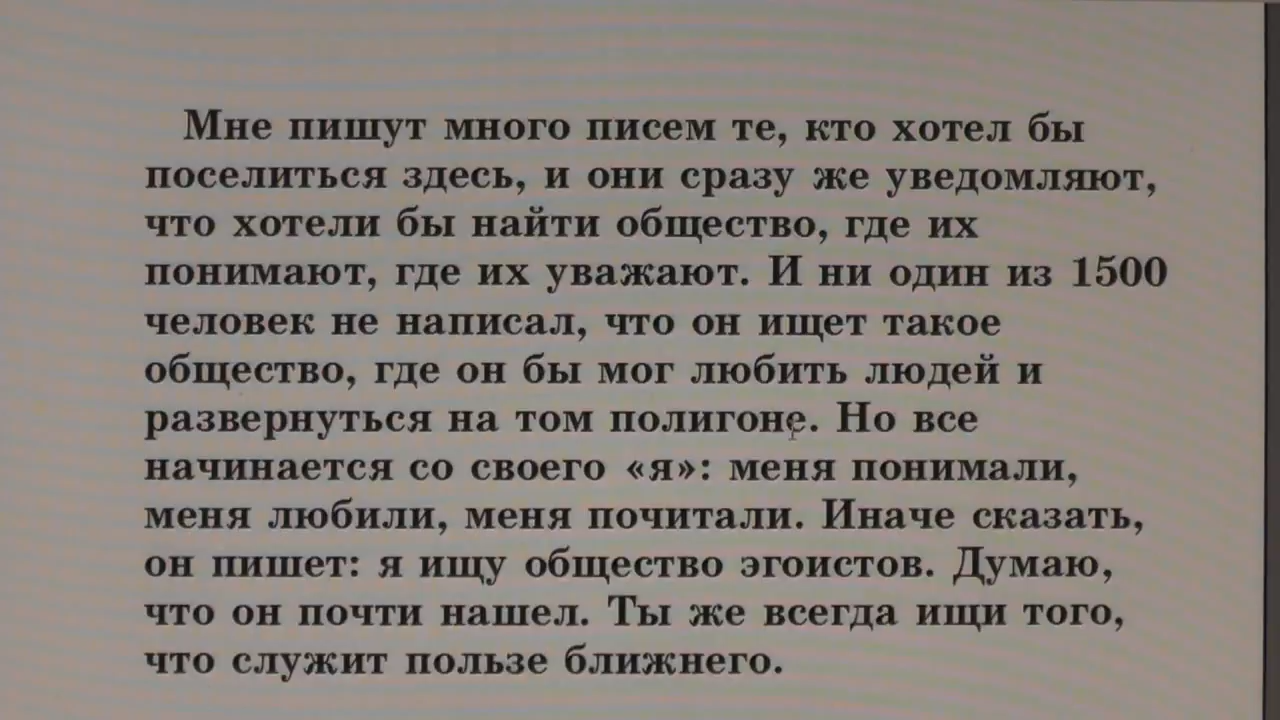 Мне пишут много писем те, кто хотел бы
поселиться здесь, и они сразу же уведомляют,
что хотели бы найти общество, где их
понимают, где их уважают. И ни один из 1500
человек не написал, что он ищет такое
общество, где он бы мог любить людей и
развернуться на том полигоне. Но все
начинается со своего «я»: меня понимали,
меня любили, меня почитали. Иначе сказать,
он пишет: я ищу общество эгоистов. Думаю,
что он почти нашел. Ты же всегда ищи того,
что служит пользе ближнего.